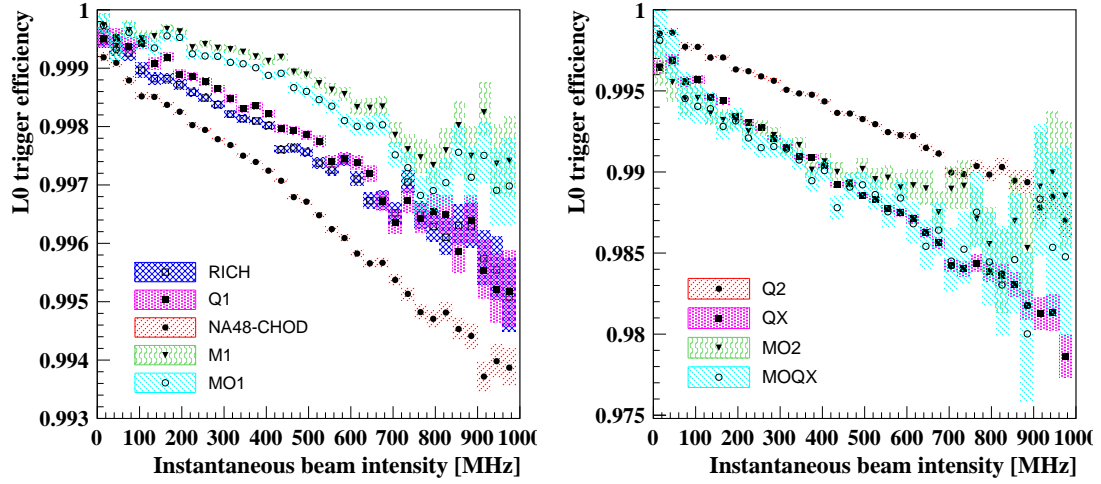 L0 trigger efficiency
1
0.999
0.998
0.997
0.996
0.995
0.994
0.993
RICH
Q1
NA48-CHOD
M1
MO1
0 100 200 300 400 500 600 700 800 900 1000
Instantaneous beam intensity [MHz]
L0 trigger efficiency
1
0.995
0.99
0.985
0.98
0.975
Q2
QX
MO2
MOQX
0 100 200 300 400 500 600 700 800 900 1000
Instantaneous beam intensity [MHz]